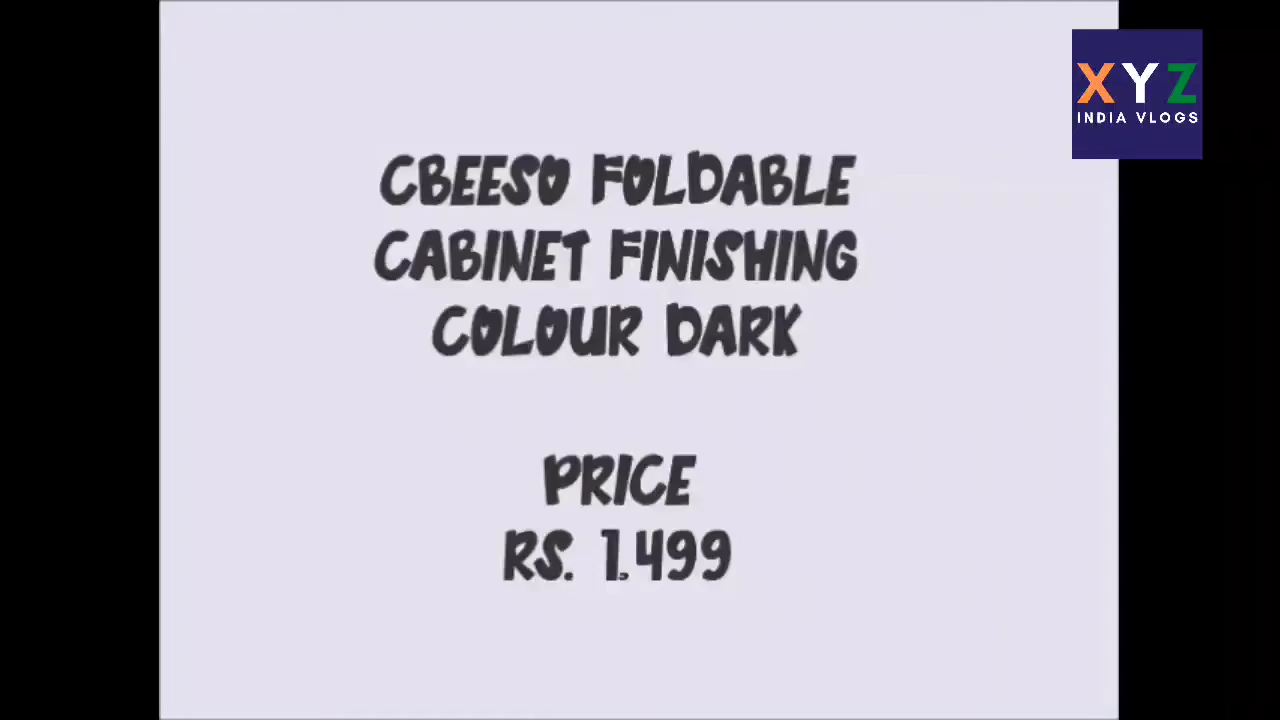 XYZ
INDIA VLOGS
CBEESO FOLDABLE
CABINET FINISHING
COLOUR DARK
PRICE
RS. 1,499